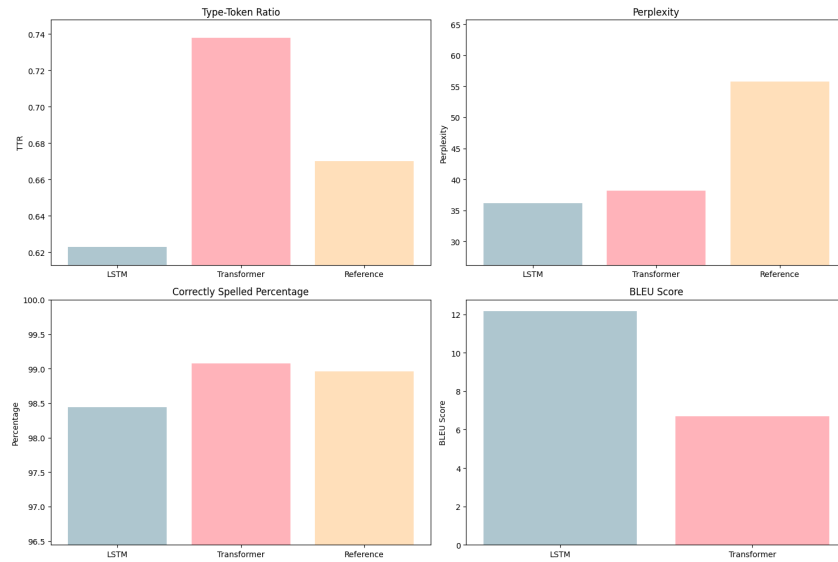 Type-Token Ratio
TTR
0.74
0.72
0.70
0.68
0.66
0.64
0.62
LSTM
Transformer
Reference
Perplexity
Perplexity
65
60
55
50
45
40
35
30
LSTM
Transformer
Reference
Correctly Spelled Percentage
Percentage
100.0
99.5
99.0
98.5
98.0
97.5
97.0
96.5
LSTM
Transformer
Reference
BLEU Score
BLEU Score
12
10
8
6
4
2
0
LSTM
Transformer